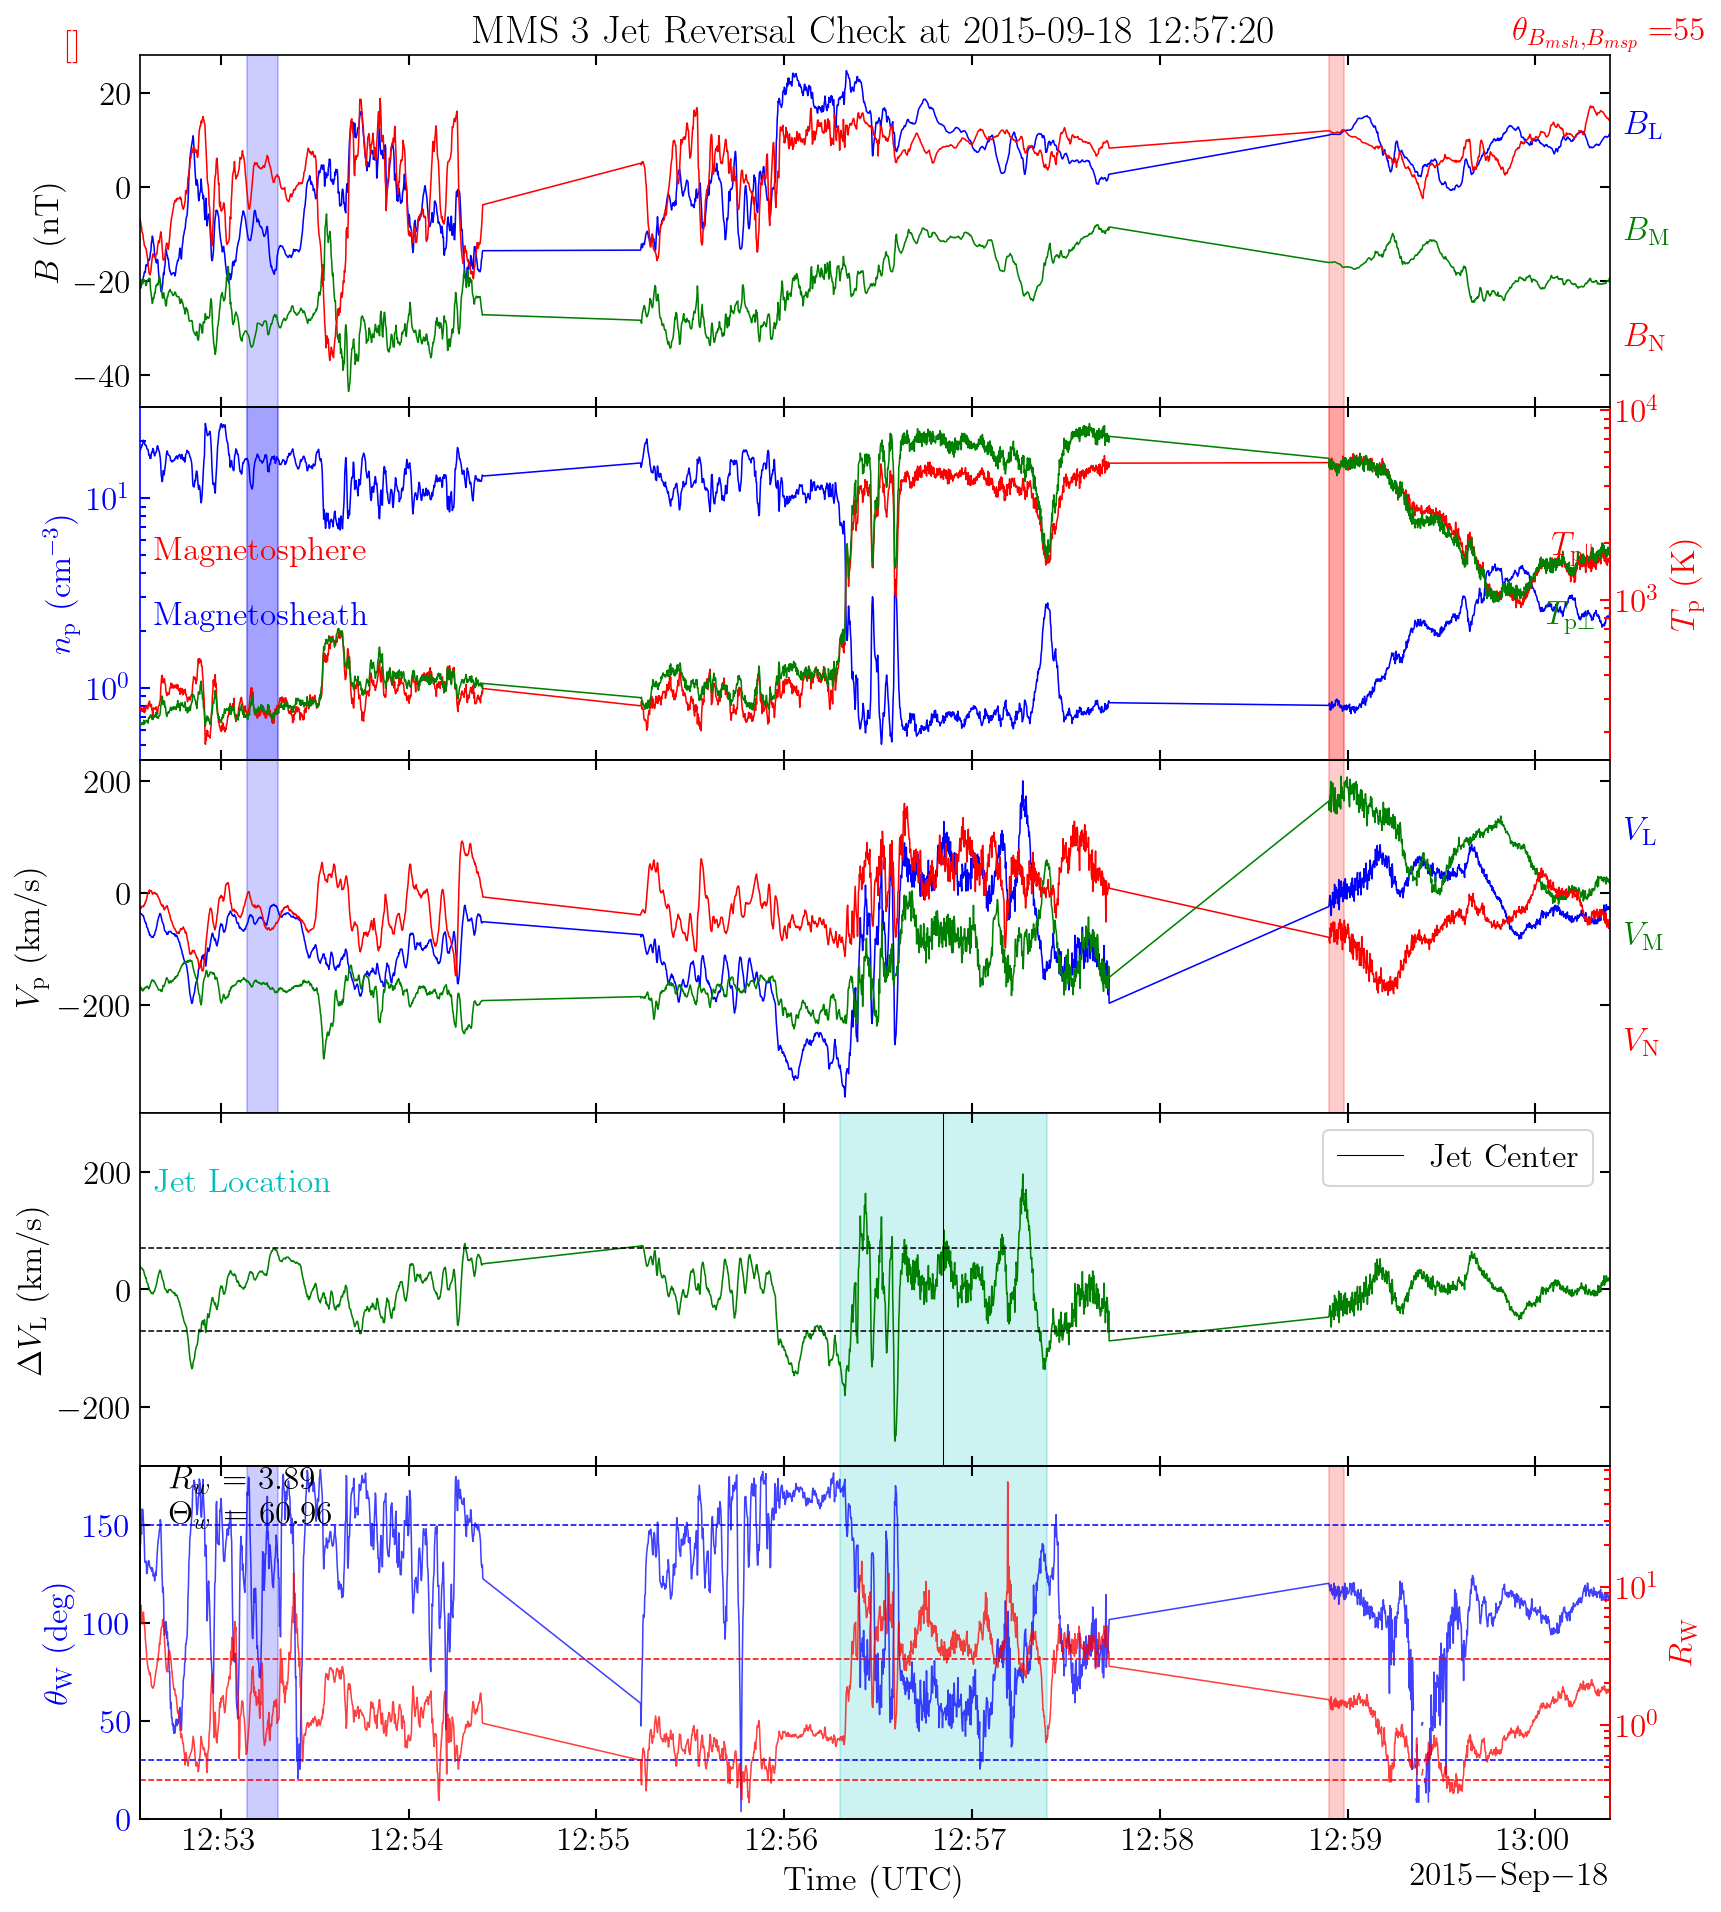 MMS 3 Jet Reversal Check at 2015-09-18 12:57:20
θ_{B_{msh},B_{msp}} =55
20
0
−20
−40
B (nT)
B_L
B_M
B_N
10^1
10^0
n_p (cm^{−3})
Magnetosphere
Magnetosheath
T_{p∥}
T_{p⊥}
10^4
10^3
T_p (K)
200
0
−200
V_p (km/s)
V_L
V_M
V_N
200
0
−200
ΔV_L (km/s)
Jet Location
Jet Center
R_w = 3.89
Θ_w = 60.96
150
100
50
0
θ_W (deg)
10^1
10^0
R_W
12:53 12:54 12:55 12:56 12:57 12:58 12:59 13:00
Time (UTC)
2015−Sep−18